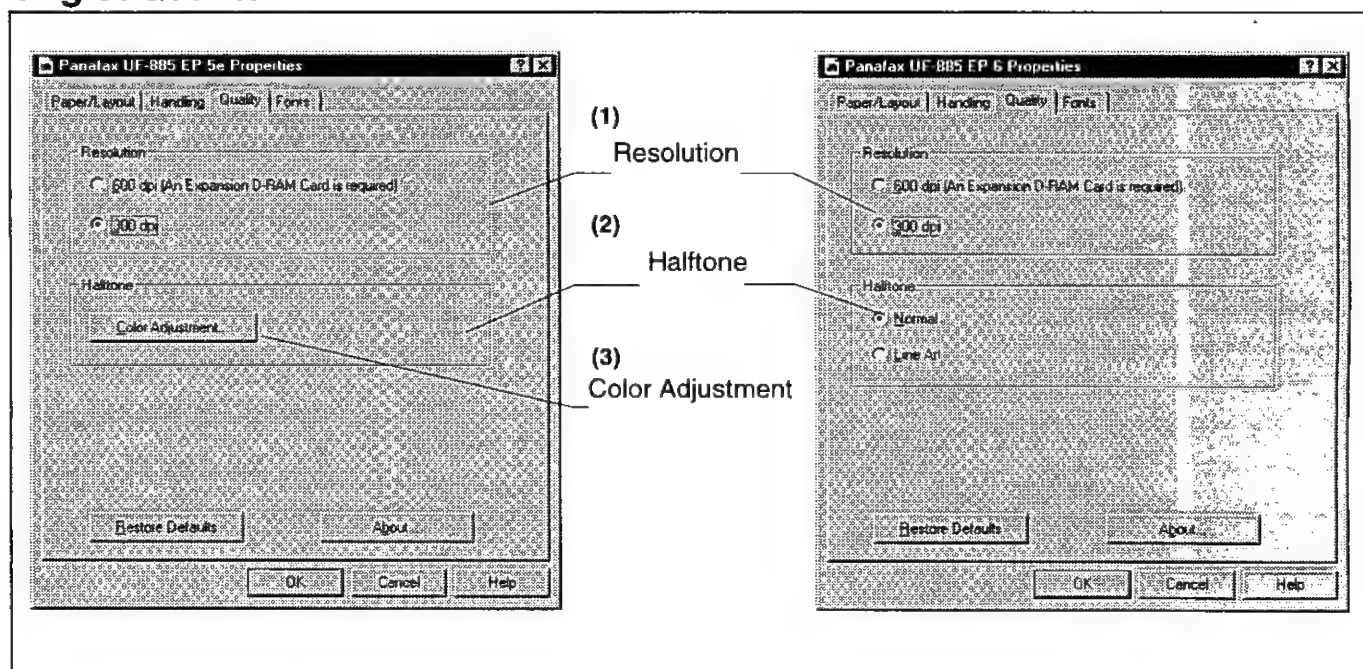 Panafax UF-885 EP 5e Properties
Paper/Layout Handling Quality Fonts
Resolution
600 dpi (An Expansion D-RAM Card is required)
300 dpi
Halftone
Color Adjustment...
Restore Defaults About...
OK Cancel Help
(1)
Resolution
(2)
Halftone
(3)
Color Adjustment
Panafax UF-885 EP 6 Properties
Paper/Layout Handling Quality Fonts
Resolution
600 dpi (An Expansion D-RAM Card is required)
300 dpi
Halftone
Normal
Line Art
Restore Defaults About...
OK Cancel Help